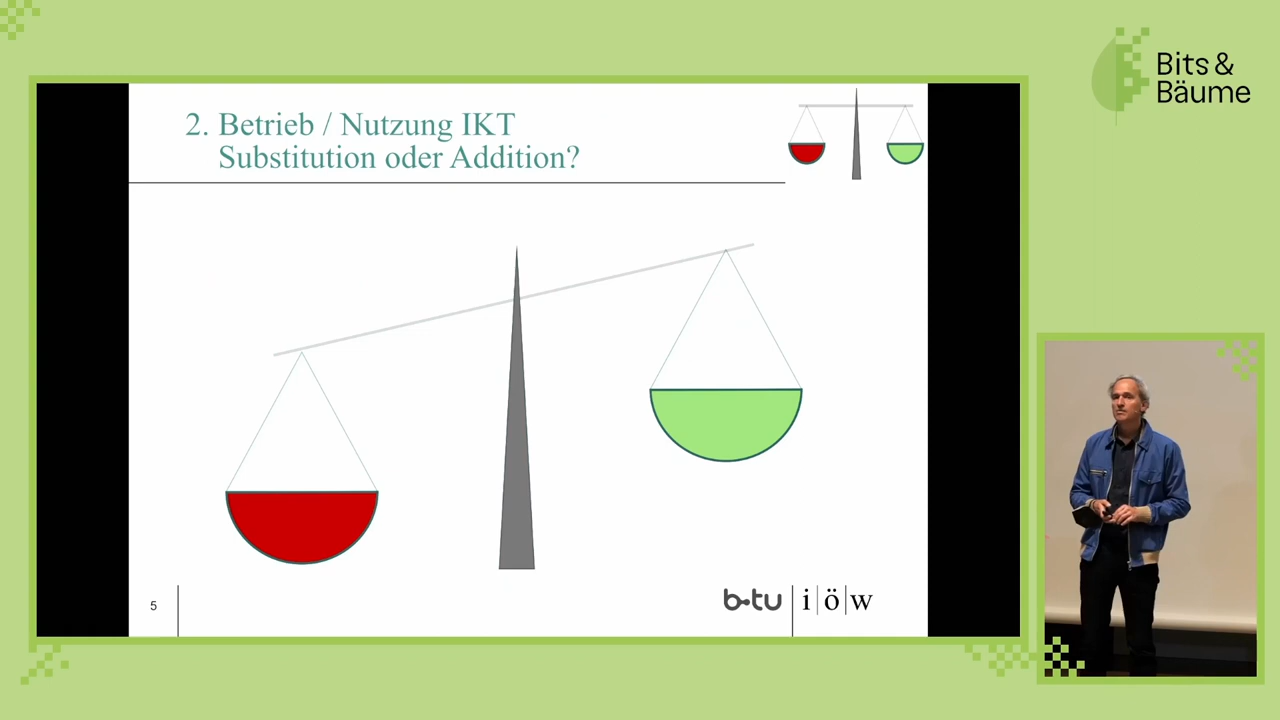 Bits &
Bäume
2. Betrieb / Nutzung IKT
Substitution oder Addition?
5
b-tu
i|ö|w